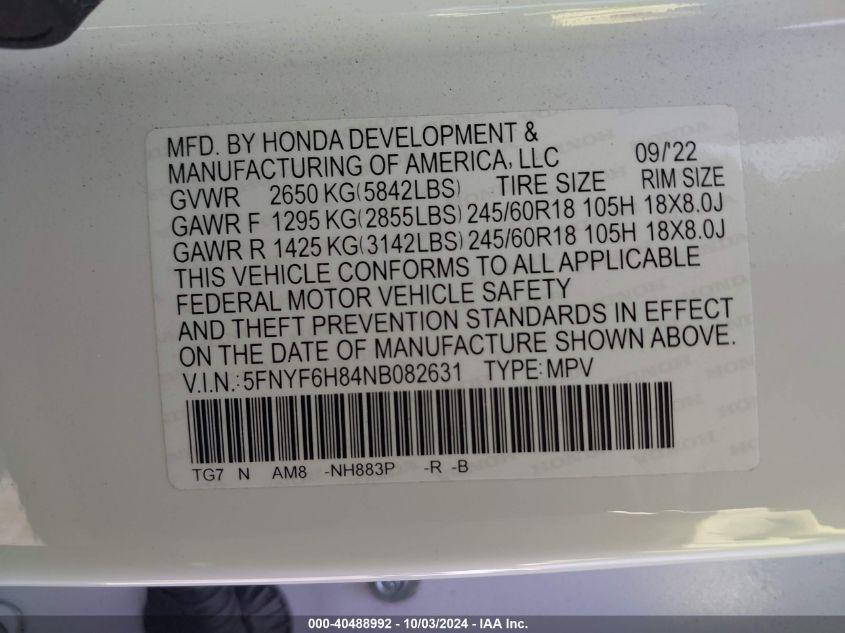 MFD. BY HONDA DEVELOPMENT &
MANUFACTURING OF AMERICA, LLC 09/'22
GVWR 2650 KG(5842LBS) TIRE SIZE RIM SIZE
GAWR F 1295 KG(2855LBS) 245/60R18 105H 18X8.0J
GAWR R 1425 KG(3142LBS) 245/60R18 105H 18X8.0J
THIS VEHICLE CONFORMS TO ALL APPLICABLE
FEDERAL MOTOR VEHICLE SAFETY
AND THEFT PREVENTION STANDARDS IN EFFECT
ON THE DATE OF MANUFACTURE SHOWN ABOVE.
V.I.N.:5FNYF6H84NB082631 TYPE:MPV
TG7 N AM8 -NH883P -R -B
000-40488992 - 10/03/2024 - IAA Inc.